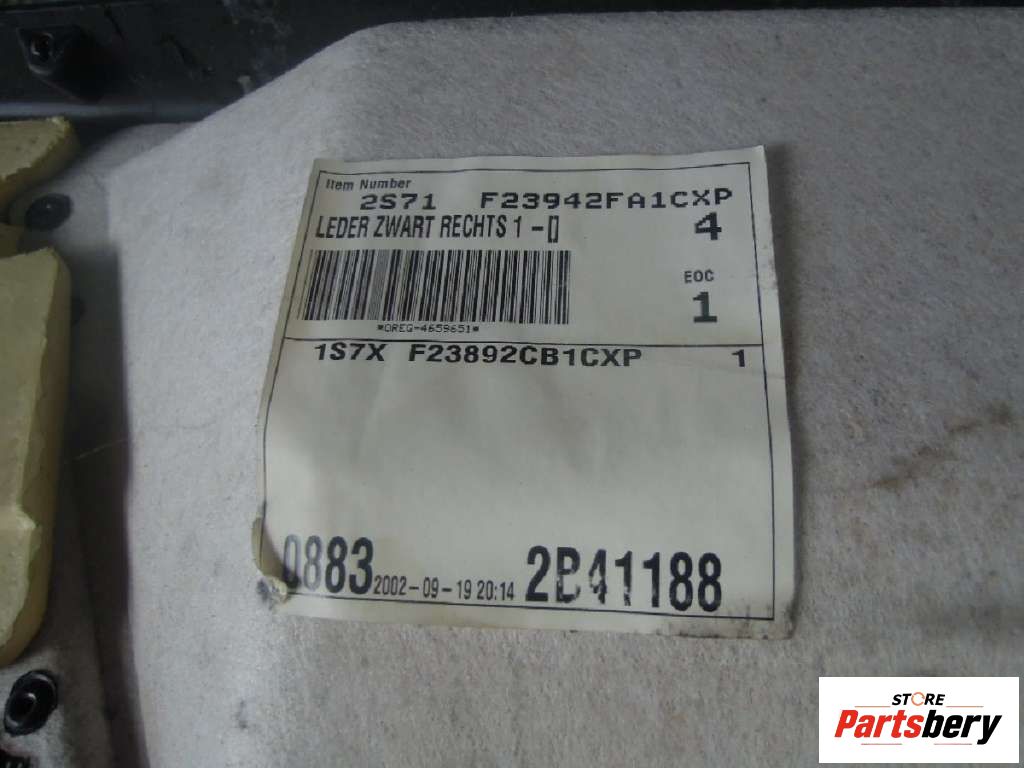 Item Number
2S71 F23942FA1CXP
LEDER ZWART RECHTS 1 -[]
4
EOC
1
*OREG-4659651*
1S7X F23892CB1CXP 1
0883 2002-09-19 20:14 2B41188
STORE
Partsbery